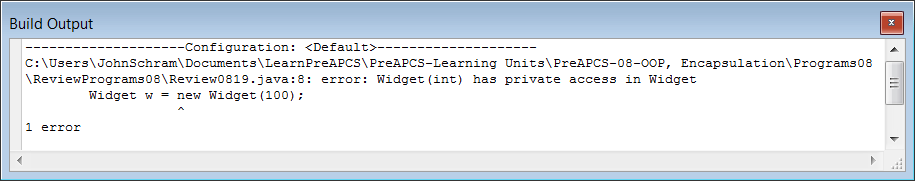 Build Output
--------------------Configuration: <Default>--------------------
C:\Users\JohnSchram\Documents\LearnPreAPCS\PreAPCS-Learning Units\PreAPCS-08-OOP, Encapsulation\Programs08
\ReviewPrograms08\Review0819.java:8: error: Widget(int) has private access in Widget
        Widget w = new Widget(100);
                   ^
1 error